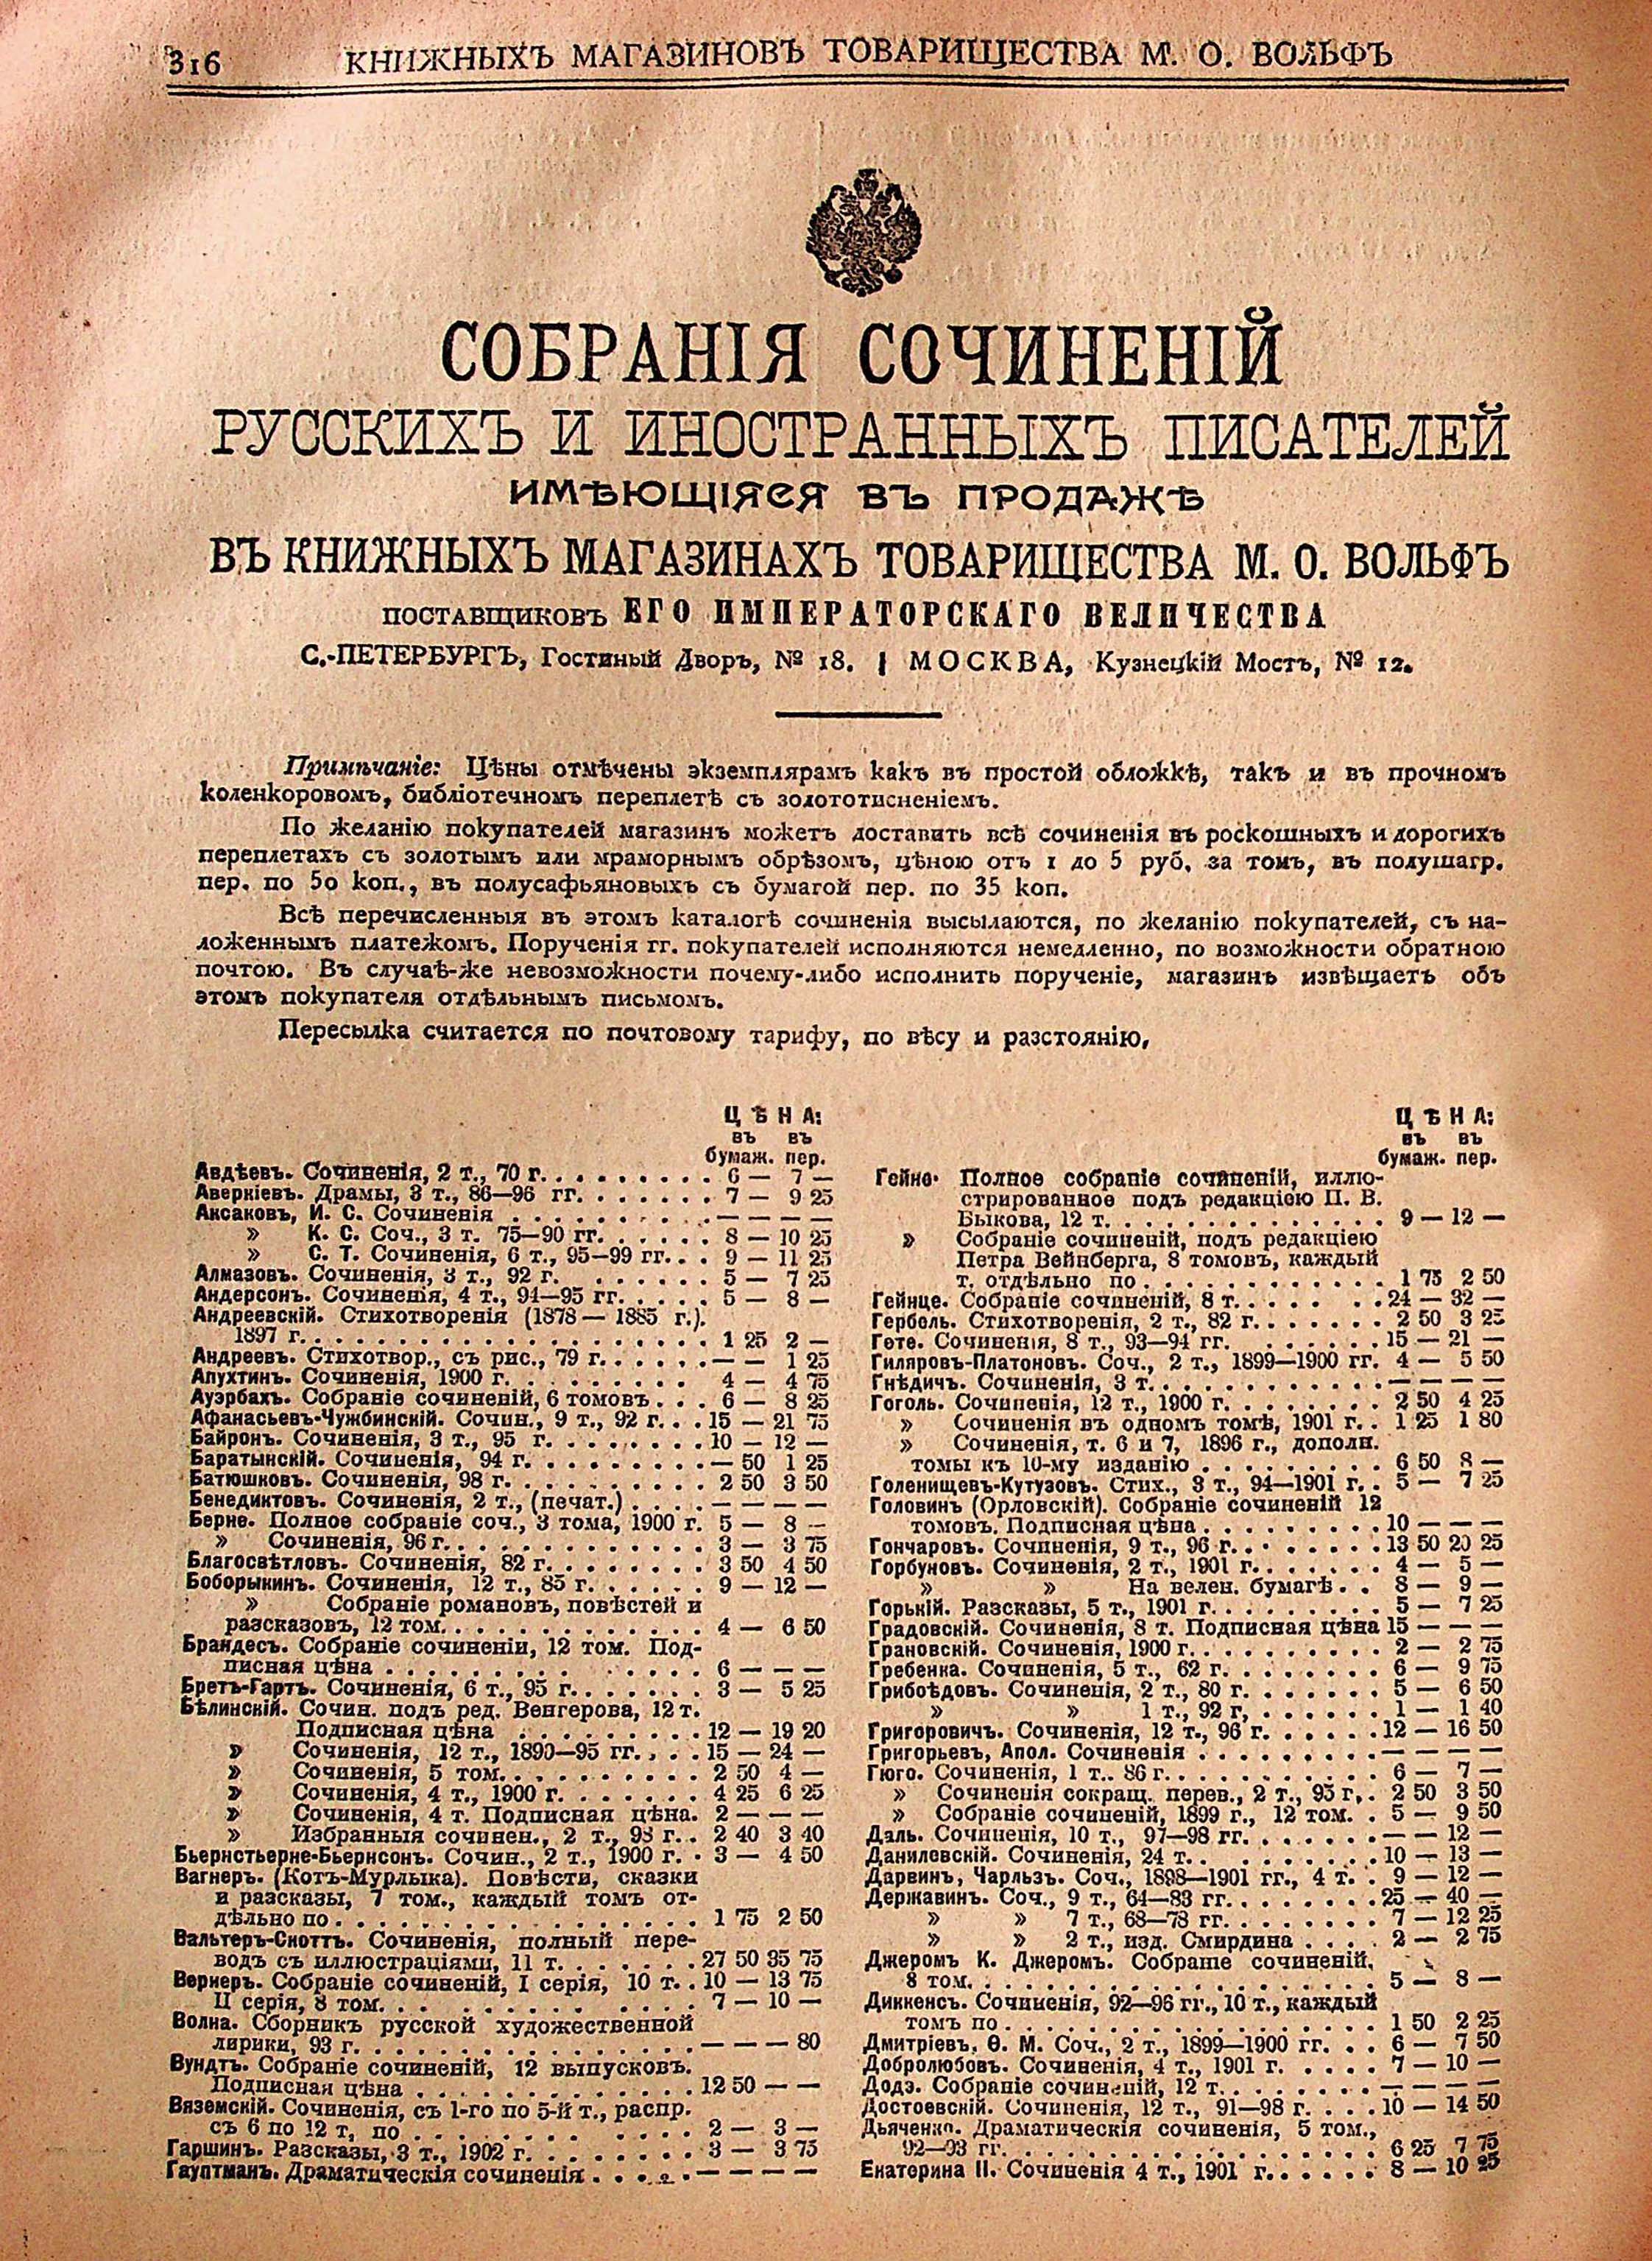 316 КНИЖНЫХЪ МАГАЗИНОВЪ ТОВАРИЩЕСТВА М. О. ВОЛЬФЪ
СОБРАНІЯ СОЧИНЕНІЙ
РУССКИХЪ И ИНОСТРАННЫХЪ ПИСАТЕЛЕЙ
ИМѢЮЩІЯСЯ ВЪ ПРОДАЖѢ
ВЪ КНИЖНЫХЪ МАГАЗИНАХЪ ТОВАРИЩЕСТВА М. О. ВОЛЬФЪ
ПОСТАВЩИКОВЪ ЕГО ИМПЕРАТОРСКАГО ВЕЛИЧЕСТВА
С.-ПЕТЕРБУРГЪ, Гостиный Дворъ, № 18. | МОСКВА, Кузнецкій Мостъ, № 12.
Примѣчаніе: Цѣны отмѣчены экземплярамъ какъ въ простой обложкѣ, такъ и въ прочномъ
коленкоровомъ, библіотечномъ переплетѣ съ золототисненіемъ.
По желанію покупателей магазинъ можетъ доставить всѣ сочиненія въ роскошныхъ и дорогихъ
переплетахъ съ золотымъ или мраморнымъ обрѣзомъ, цѣною отъ 1 до 5 руб. за томъ, въ полушагр.
пер. по 50 коп., въ полусафьяновыхъ съ бумагой пер. по 35 коп.
Всѣ перечисленныя въ этомъ каталогѣ сочиненія высылаются, по желанію покупателей, съ на-
ложеннымъ платежомъ. Порученія гг. покупателей исполняются немедленно, по возможности обратною
почтою. Въ случаѣ-же невозможности почему-либо исполнить порученіе, магазинъ извѣщаетъ объ
этомъ покупателя отдѣльнымъ письмомъ.
Пересылка считается по почтовому тарифу, по вѣсу и разстоянію,
ЦѢНА:
въ въ
бумаж. пер.
Авдѣевъ. Сочиненія, 2 т., 70 г. . . . . . . . . 6 — 7 —
Аверкіевъ. Драмы, 3 т., 86—96 гг. . . . . . . 7 — 9 25
Аксаковъ, И. С. Сочиненія . . . . . . . . . — — — —
» К. С. Соч., 3 т. 75—90 гг. . . . . . 8 — 10 25
» С. Т. Сочиненія, 6 т., 95—99 гг. . . 9 — 11 25
Алмазовъ. Сочиненія, 3 т., 92 г. . . . . . . 5 — 7 25
Андерсонъ. Сочиненія, 4 т., 94—95 гг. . . . . 5 — 8 —
Андреевскій. Стихотворенія (1878 — 1885 г.).
1897 г. . . . . . . . . . . . . . . . . . . 1 25 2 —
Андреевъ. Стихотвор., съ рис., 79 г. . . . . . — — 1 25
Апухтинъ. Сочиненія, 1900 г. . . . . . . . . 4 — 4 75
Ауэрбахъ. Собраніе сочиненій, 6 томовъ . . . 6 — 8 25
Афанасьевъ-Чужбинскій. Сочин., 9 т., 92 г. . . 15 — 21 75
Байронъ. Сочиненія, 3 т., 95 г. . . . . . . . 10 — 12 —
Баратынскій. Сочиненія, 94 г. . . . . . . . . — 50 1 25
Батюшковъ. Сочиненія, 98 г. . . . . . . . . 2 50 3 50
Бенедиктовъ. Сочиненія, 2 т., (печат.) . . . . — — — —
Берне. Полное собраніе соч., 3 тома, 1900 г. 5 — 8 —
» Сочиненія, 96 г. . . . . . . . . . . . 3 — 3 75
Благосвѣтловъ. Сочиненія, 82 г. . . . . . . . 3 50 4 50
Боборыкинъ. Сочиненія, 12 т., 85 г. . . . . . 9 — 12 —
» Собраніе романовъ, повѣстей и
разсказовъ, 12 том. . . . . . . . . . . . . 4 — 6 50
Брандесъ. Собраніе сочиненіи, 12 том. Под-
писная цѣна . . . . . . . . . . . . . . . 6 — — —
Бретъ-Гартъ. Сочиненія, 6 т., 95 г. . . . . . . 3 — 5 25
Бѣлинскій. Сочин. подъ ред. Венгерова, 12 т.
Подписная цѣна . . . . . . . . . 12 — 19 20
» Сочиненія, 12 т., 1890—95 гг. . . . 15 — 24 —
» Сочиненія, 5 том. . . . . . . . . . 2 50 4 —
» Сочиненія, 4 т., 1900 г. . . . . . . 4 25 6 25
» Сочиненія, 4 т. Подписная цѣна. 2 — — —
» Избранныя сочинен., 2 т., 98 г. . 2 40 3 40
Бьернстьерне-Бьернсонъ. Сочин., 2 т., 1900 г. . 3 — 4 50
Вагнеръ. (Котъ-Мурлыка). Повѣсти, сказки
и разсказы, 7 том., каждый томъ от-
дѣльно по . . . . . . . . . . . . . . . . . 1 75 2 50
Вальтеръ-Скоттъ. Сочиненія, полный пере-
водъ съ иллюстраціями, 11 т. . . . . . . 27 50 35 75
Вернеръ. Собраніе сочиненій, I серія, 10 т. . 10 — 13 75
II серія, 8 том. . . . . . . . . . . . 7 — 10 —
Волна. Сборникъ русской художественной
лирики, 93 г. . . . . . . . . . . . . . . . — — — 80
Вундтъ. Собраніе сочиненій, 12 выпусковъ.
Подписная цѣна . . . . . . . . . . . . . 12 50 — —
Вяземскій. Сочиненія, съ 1-го по 5-й т., распр.
съ 6 по 12 т, по . . . . . . . . . . . . . 2 — 3 —
Гаршинъ. Разсказы, 3 т., 1902 г. . . . . . . . 3 — 3 75
Гауптманъ. Драматическія сочиненія . . . . . — — — —
ЦѢНА:
въ въ
бумаж. пер.
Гейне. Полное собраніе сочиненій, иллю-
стрированное подъ редакціею П. В.
Быкова, 12 т. . . . . . . . . . . . . . 9 — 12 —
» Собраніе сочиненій, подъ редакціею
Петра Вейнберга, 8 томовъ, каждый
т. отдѣльно по . . . . . . . . . . . . 1 75 2 50
Гейнце. Собраніе сочиненій, 8 т. . . . . . . 24 — 32 —
Гербель. Стихотворенія, 2 т., 82 г. . . . . . . 2 50 3 25
Гете. Сочиненія, 8 т., 93—94 гг. . . . . . . 15 — 21 —
Гиляровъ-Платоновъ. Соч., 2 т., 1899—1900 гг. 4 — 5 50
Гнѣдичъ. Сочиненія, 3 т. . . . . . . . . . . — — — —
Гоголь. Сочиненія, 12 т., 1900 г. . . . . . . . 2 50 4 25
» Сочиненія въ одномъ томѣ, 1901 г. . 1 25 1 80
» Сочиненія, т. 6 и 7, 1896 г., дополн.
томы къ 10-му изданію . . . . . . . . . 6 50 8 —
Голенищевъ-Кутузовъ. Стих., 3 т., 94—1901 г. . 5 — 7 25
Головинъ (Орловскій). Собраніе сочиненій 12
томовъ. Подписная цѣна . . . . . . . . . 10 — — —
Гончаровъ. Сочиненія, 9 т., 96 г. . . . . . . . 13 50 20 25
Горбуновъ. Сочиненія, 2 т., 1901 г. . . . . . . 4 — 5 —
» » На велен. бумагѣ . . 8 — 9 —
Горькій. Разсказы, 5 т., 1901 г. . . . . . . . . 5 — 7 25
Градовскій. Сочиненія, 8 т. Подписная цѣна 15 — — —
Грановскій. Сочиненія, 1900 г. . . . . . . . . 2 — 2 75
Гребенка. Сочиненія, 5 т., 62 г. . . . . . . . 6 — 9 75
Грибоѣдовъ. Сочиненія, 2 т., 80 г. . . . . . . 5 — 6 50
» » 1 т., 92 г, . . . . . . 1 — 1 40
Григоровичъ. Сочиненія, 12 т., 96 г. . . . . . 12 — 16 50
Григорьевъ, Апол. Сочиненія . . . . . . . . . — — — —
Гюго. Сочиненія, 1 т.. 86 г. . . . . . . . . . . 6 — 7 —
» Сочиненія сокращ. перев., 2 т., 95 г,. . 2 50 3 50
» Собраніе сочиненій, 1899 г., 12 том. . 5 — 9 50
Даль. Сочиненія, 10 т., 97—98 гг. . . . . . . — — 12 —
Данилевскій. Сочиненія, 24 т. . . . . . . . . 10 — 13 —
Дарвинъ, Чарльзъ. Соч., 1898—1901 гг., 4 т. . 9 — 12 —
Державинъ. Соч., 9 т., 64—83 гг. . . . . . . . 25 — 40 —
» » 7 т., 68—78 гг. . . . . . . . 7 — 12 25
» » 2 т., изд. Смирдина . . . . 2 — 2 75
Джеромъ К. Джеромъ. Собраніе сочиненій,
8 том. . . . . . . . . . . . . . . . . . . . 5 — 8 —
Диккенсъ. Сочиненія, 92—96 гг., 10 т., каждый
томъ по . . . . . . . . . . . . . . . . . . 1 50 2 25
Дмитріевъ, Ѳ. М. Соч., 2 т., 1899—1900 гг. . . 6 — 7 50
Добролюбовъ. Сочиненія, 4 т., 1901 г. . . . . 7 — 10 —
Додэ. Собраніе сочиненій, 12 т. . . . . . . . — — — —
Достоевскій. Сочиненія, 12 т., 91—98 г. . . . . 10 — 14 50
Дьяченко. Драматическія сочиненія, 5 том.,
92—93 гг. . . . . . . . . . . . . . . . . . 6 25 7 75
Екатерина II. Сочиненія 4 т., 1901 г. . . . . . 8 — 10 25